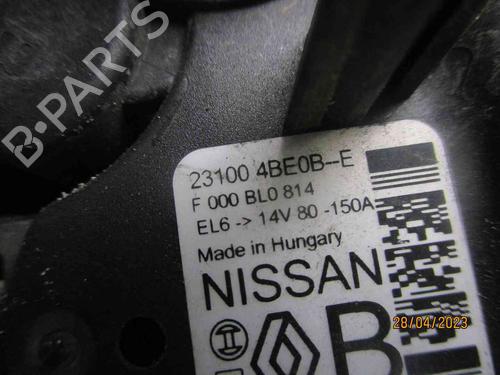 23100 4BE0B--E
F 000 BL0 814
EL6 -> 14V 80 -150A
Made in Hungary
NISSAN
B
28/04/2023
B-PARTS